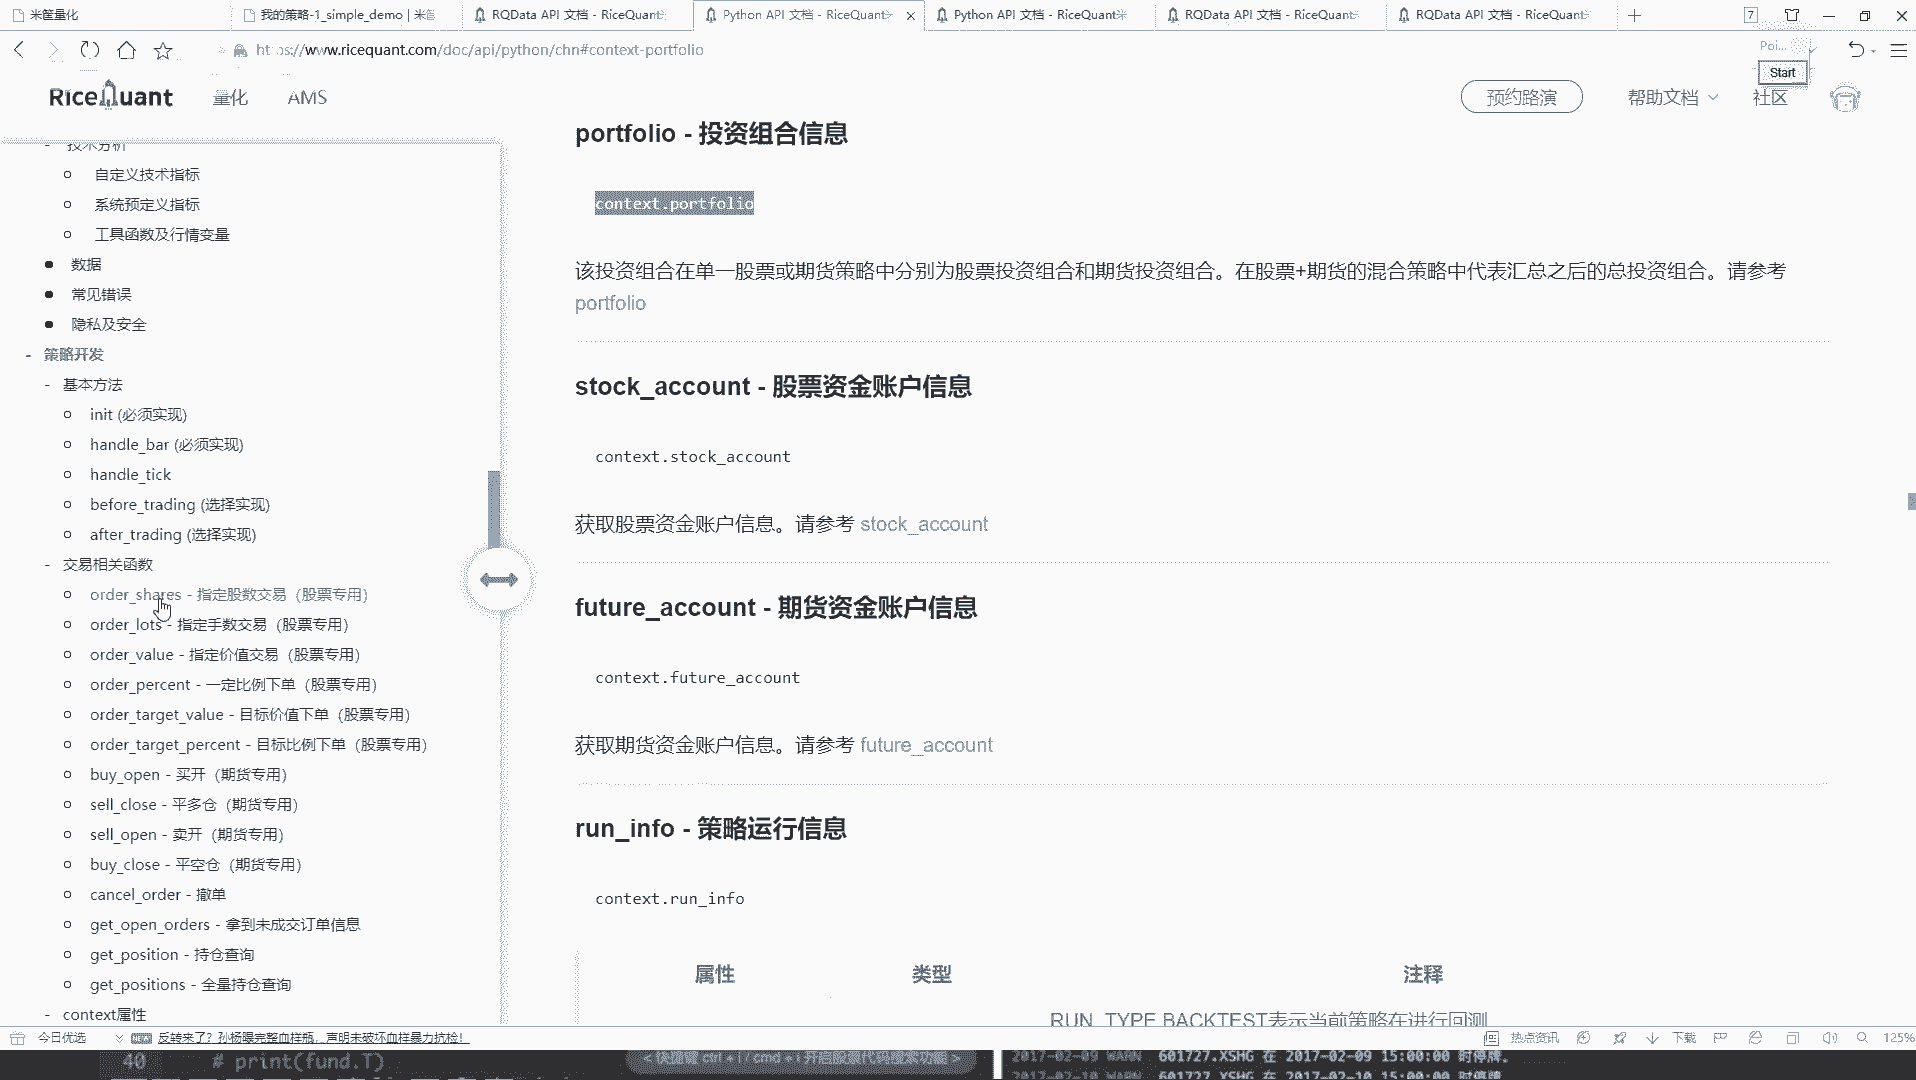 米筐量化
我的策略-1_simple_demo | 米筐
RQData API 文档 - RiceQuant
Python API 文档 - RiceQuant
Python API 文档 - RiceQuant米
RQData API 文档 - RiceQuant
RQData API 文档 - RiceQuant
7
https://www.ricequant.com/doc/api/python/chn#context-portfolio
Poi...
Start
RiceQuant
量化
AMS
预约路演
帮助文档
社区
- 技术分析
自定义技术指标
系统预定义指标
工具函数及行情变量
数据
常见错误
隐私及安全
- 策略开发
- 基本方法
init (必须实现)
handle_bar (必须实现)
handle_tick
before_trading (选择实现)
after_trading (选择实现)
- 交易相关函数
order_shares - 指定股数交易（股票专用）
order_lots - 指定手数交易（股票专用）
order_value - 指定价值交易（股票专用）
order_percent - 一定比例下单（股票专用）
order_target_value - 目标价值下单（股票专用）
order_target_percent - 目标比例下单（股票专用）
buy_open - 买开（期货专用）
sell_close - 平多仓（期货专用）
sell_open - 卖开（期货专用）
buy_close - 平空仓（期货专用）
cancel_order - 撤单
get_open_orders - 拿到未成交订单信息
get_position - 持仓查询
get_positions - 全量持仓查询
- context属性
portfolio - 投资组合信息
context.portfolio
该投资组合在单一股票或期货策略中分别为股票投资组合和期货投资组合。在股票+期货的混合策略中代表汇总之后的总投资组合。请参考
portfolio
stock_account - 股票资金账户信息
context.stock_account
获取股票资金账户信息。请参考 stock_account
future_account - 期货资金账户信息
context.future_account
获取期货资金账户信息。请参考 future_account
run_info - 策略运行信息
context.run_info
属性 类型 注释
RUN_TYPE.BACKTEST表示当前策略在进行回测
今日优选
反转来了？孙杨曝完整血样瓶，声明未破坏血样暴力抗检！
热点资讯
下载
125%
40 # print(fund.T)
< 快捷键 ctrl + i / cmd + i 开启股票代码搜索功能 >
2017-02-09 WARN 601727.XSHG 在 2017-02-09 15:00:00 时停牌。
2017-02-10 WARN 601727.XSHG 在 2017-02-10 15:00:00 时停牌。